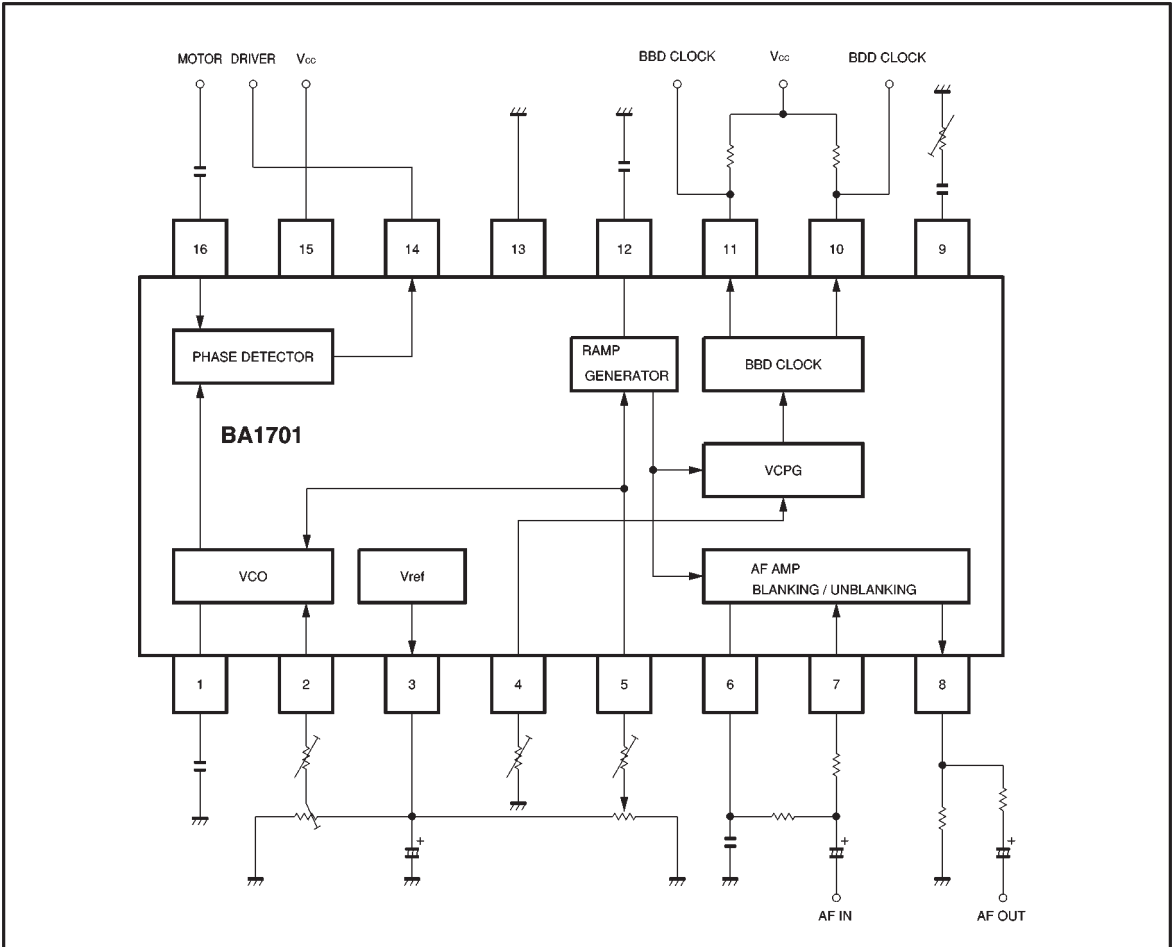 MOTOR DRIVER Vcc
BBD CLOCK Vcc BDD CLOCK
16 15 14 13 12 11 10 9
PHASE DETECTOR
RAMP
GENERATOR
BBD CLOCK
BA1701
VCPG
VCO
Vref
AF AMP
BLANKING / UNBLANKING
1 2 3 4 5 6 7 8
+
+
+
AF IN
AF OUT